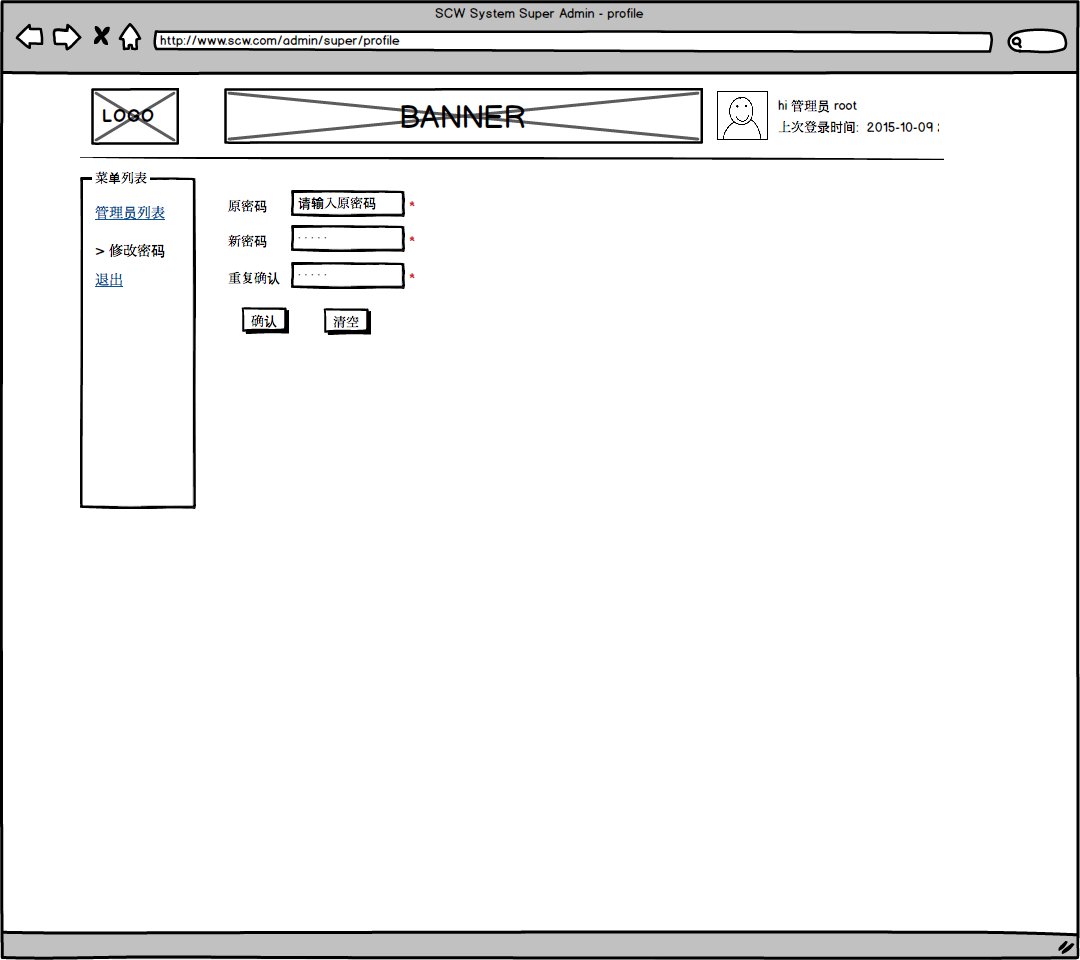 SCW System Super Admin - profile
http://www.scw.com/admin/super/profile
LOGO
BANNER
hi 管理员 root
上次登录时间: 2015-10-09 :
菜单列表
管理员列表
> 修改密码
退出
原密码 请输入原密码 *
新密码 ····· *
重复确认 ····· *
确认 清空